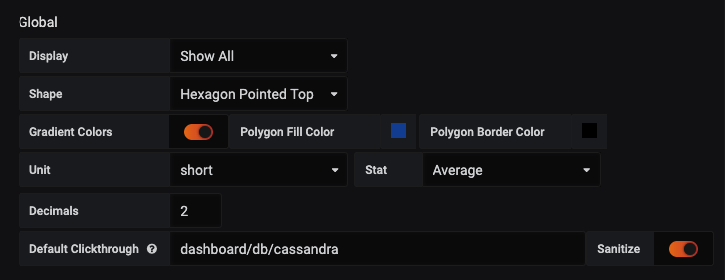 Global
Display Show All
Shape Hexagon Pointed Top
Gradient Colors Polygon Fill Color Polygon Border Color
Unit short Stat Average
Decimals 2
Default Clickthrough ? dashboard/db/cassandra Sanitize